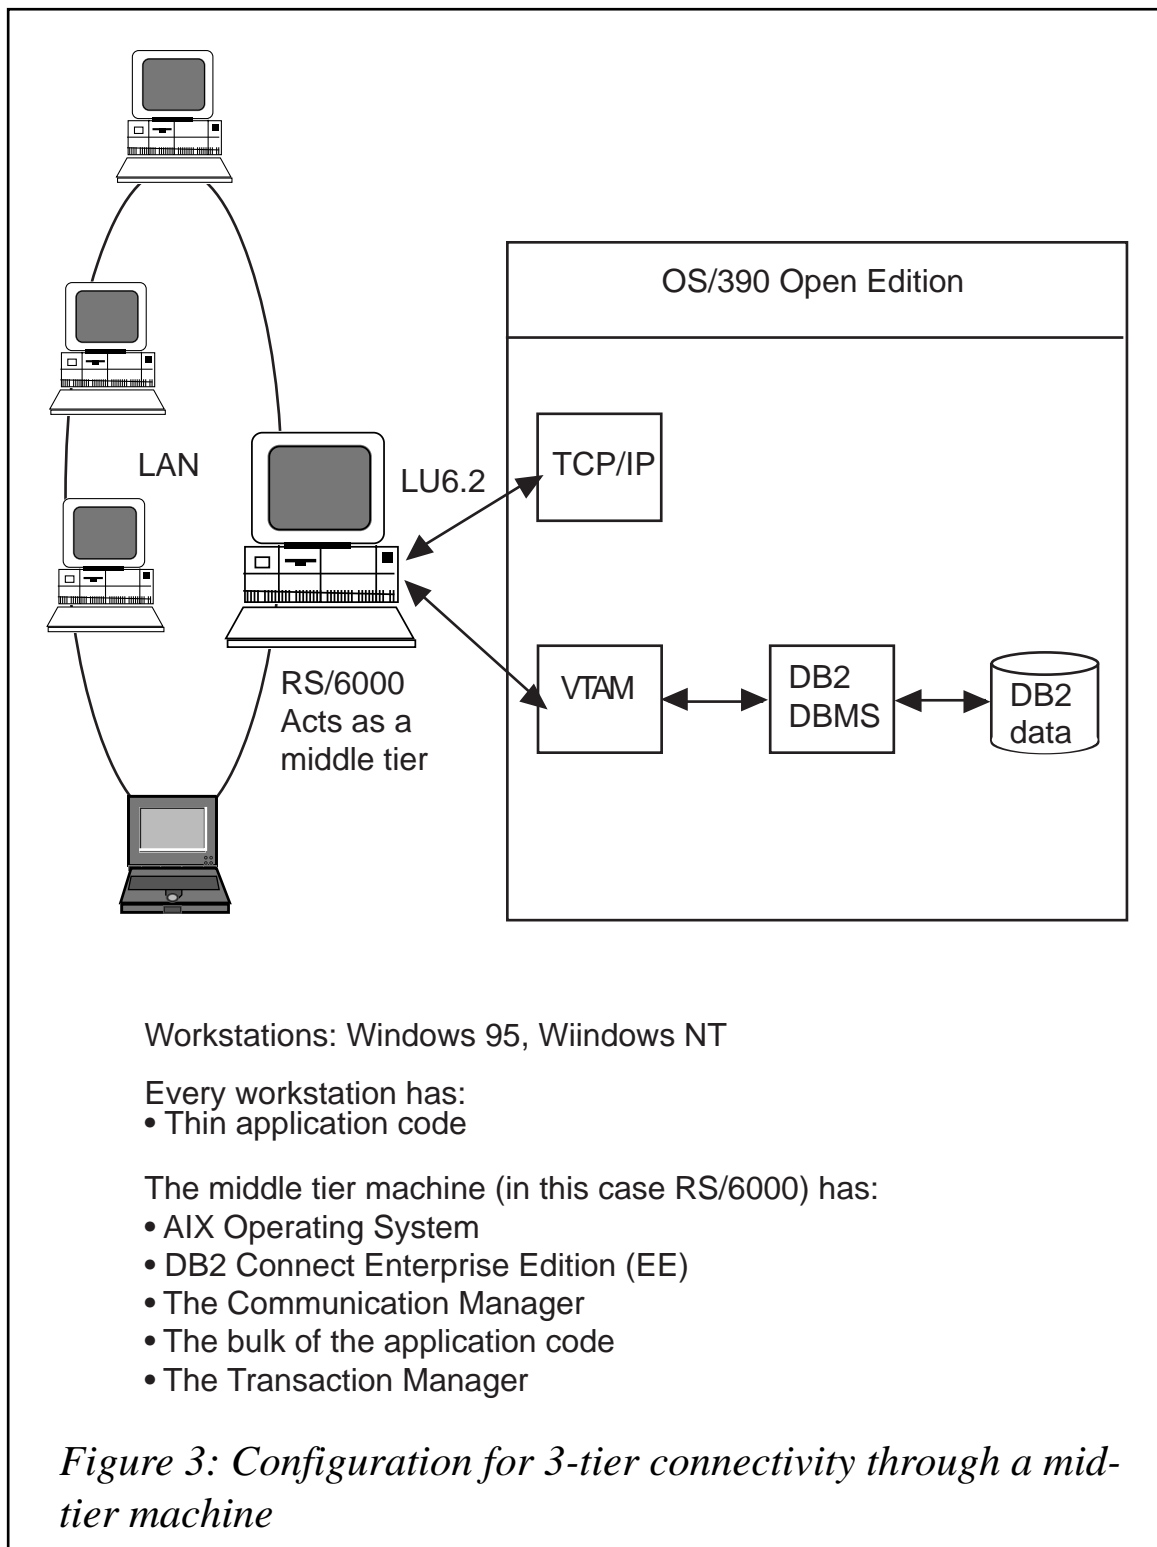 OS/390 Open Edition
LAN
LU6.2
TCP/IP
RS/6000
Acts as a
middle tier
VTAM
DB2
DBMS
DB2
data
Workstations: Windows 95, Wiindows NT
Every workstation has:
• Thin application code
The middle tier machine (in this case RS/6000) has:
• AIX Operating System
• DB2 Connect Enterprise Edition (EE)
• The Communication Manager
• The bulk of the application code
• The Transaction Manager
Figure 3: Configuration for 3-tier connectivity through a mid-
tier machine